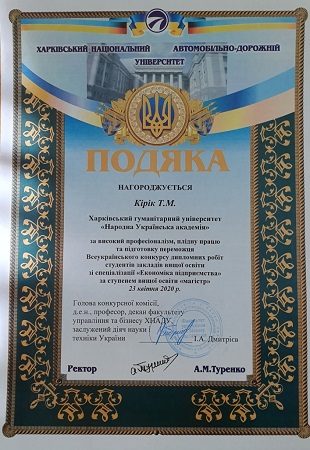 ХАРКІВСЬКИЙ НАЦІОНАЛЬНИЙ АВТОМОБІЛЬНО-ДОРОЖНІЙ
УНІВЕРСИТЕТ
ПОДЯКА
НАГОРОДЖУЄТЬСЯ
Кірік Т.М.
Харківський гуманітарний університет
«Народна Українська академія»
за високий професіоналізм, плідну працю
та підготовку переможця
Всеукраїнського конкурсу дипломних робіт
студентів закладів вищої освіти
зі спеціалізації «Економіка підприємства»
за ступенем вищої освіти «магістр»
23 квітня 2020 р.
Голова конкурсної комісії,
д.е.н., професор, декан факультету
управління та бізнесу ХНАДУ,
заслужений діяч науки і
техніки України І.А. Дмитрієв
Ректор А.М.Туренко